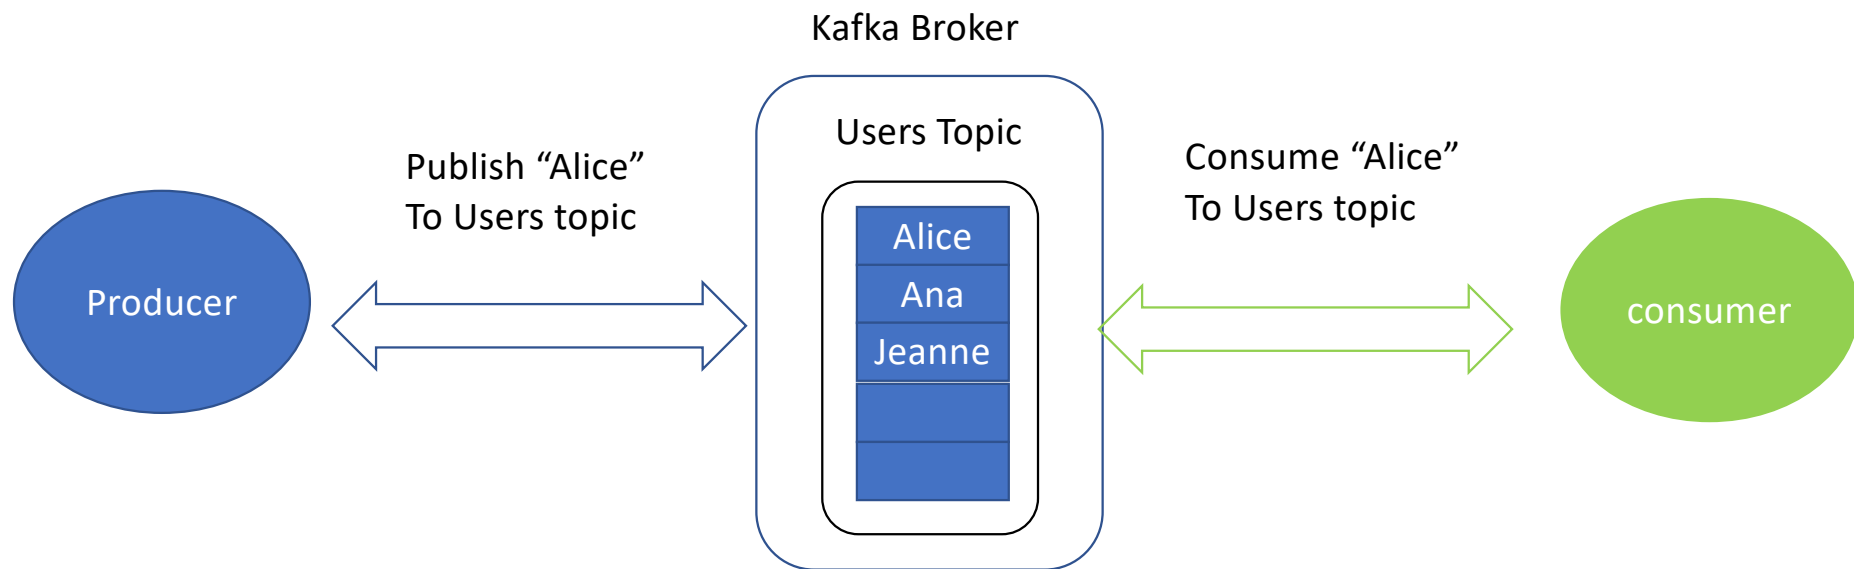 Kafka Broker
Users Topic
Publish “Alice”
To Users topic
Consume “Alice”
To Users topic
Producer
Alice
Ana
Jeanne
consumer